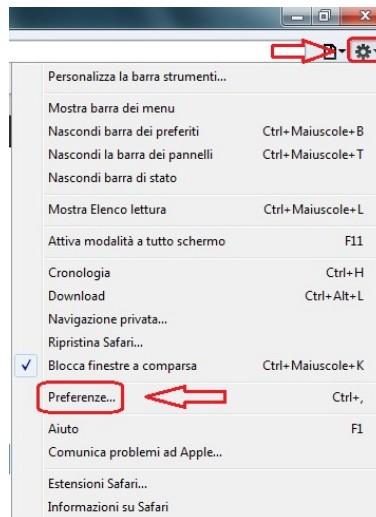 Personalizza la barra strumenti...
Mostra barra dei menu
Nascondi barra dei preferiti Ctrl+Maiuscole+B
Nascondi la barra dei pannelli Ctrl+Maiuscole+T
Nascondi barra di stato
Mostra Elenco lettura Ctrl+Maiuscole+L
Attiva modalità a tutto schermo F11
Cronologia Ctrl+H
Download Ctrl+Alt+L
Navigazione privata...
Ripristina Safari...
Blocca finestre a comparsa Ctrl+Maiuscole+K
Preferenze... Ctrl+,
Aiuto F1
Comunica problemi ad Apple...
Estensioni Safari...
Informazioni su Safari